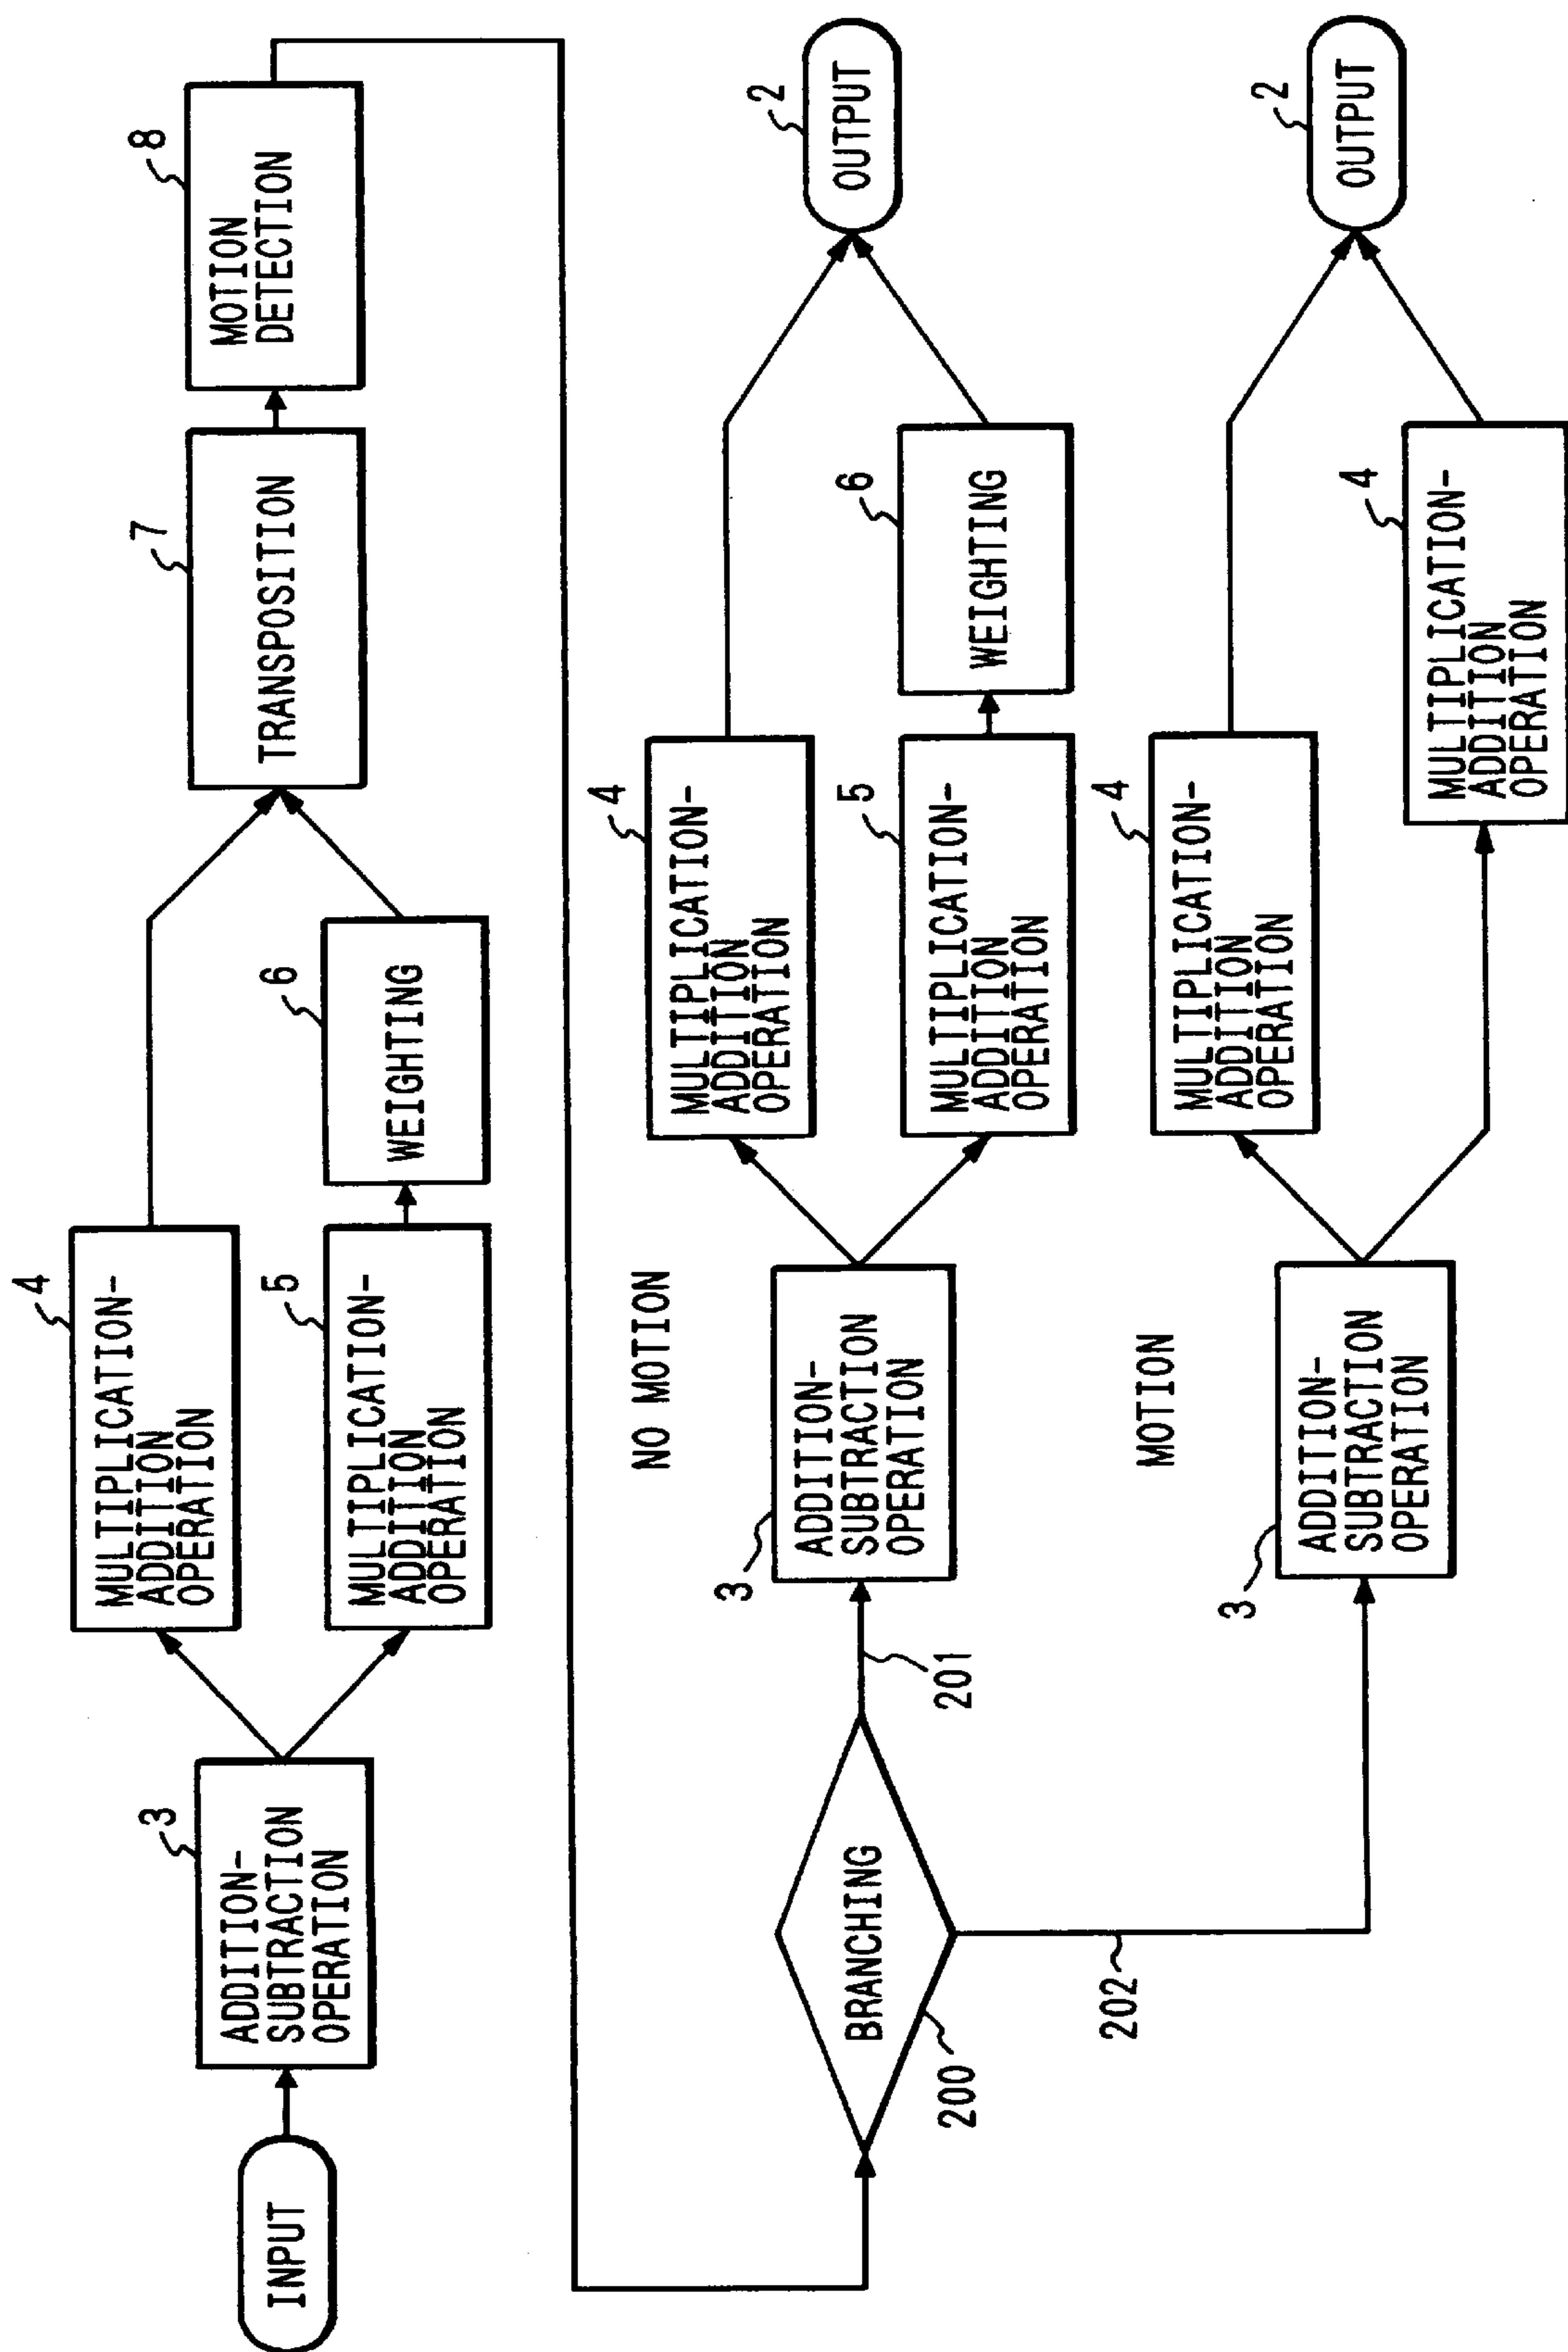 INPUT
3
ADDITION-
SUBTRACTION
OPERATION
4
MULTIPLICATION-
ADDITION
OPERATION
5
MULTIPLICATION-
ADDITION
OPERATION
6
WEIGHTING
7
TRANSPOSITION
8
MOTION
DETECTION
BRANCHING
200
201
202
NO MOTION
3
ADDITION-
SUBTRACTION
OPERATION
4
MULTIPLICATION-
ADDITION
OPERATION
5
MULTIPLICATION-
ADDITION
OPERATION
6
WEIGHTING
2
OUTPUT
MOTION
3
ADDITION-
SUBTRACTION
OPERATION
4
MULTIPLICATION-
ADDITION
OPERATION
4
MULTIPLICATION-
ADDITION
OPERATION
2
OUTPUT